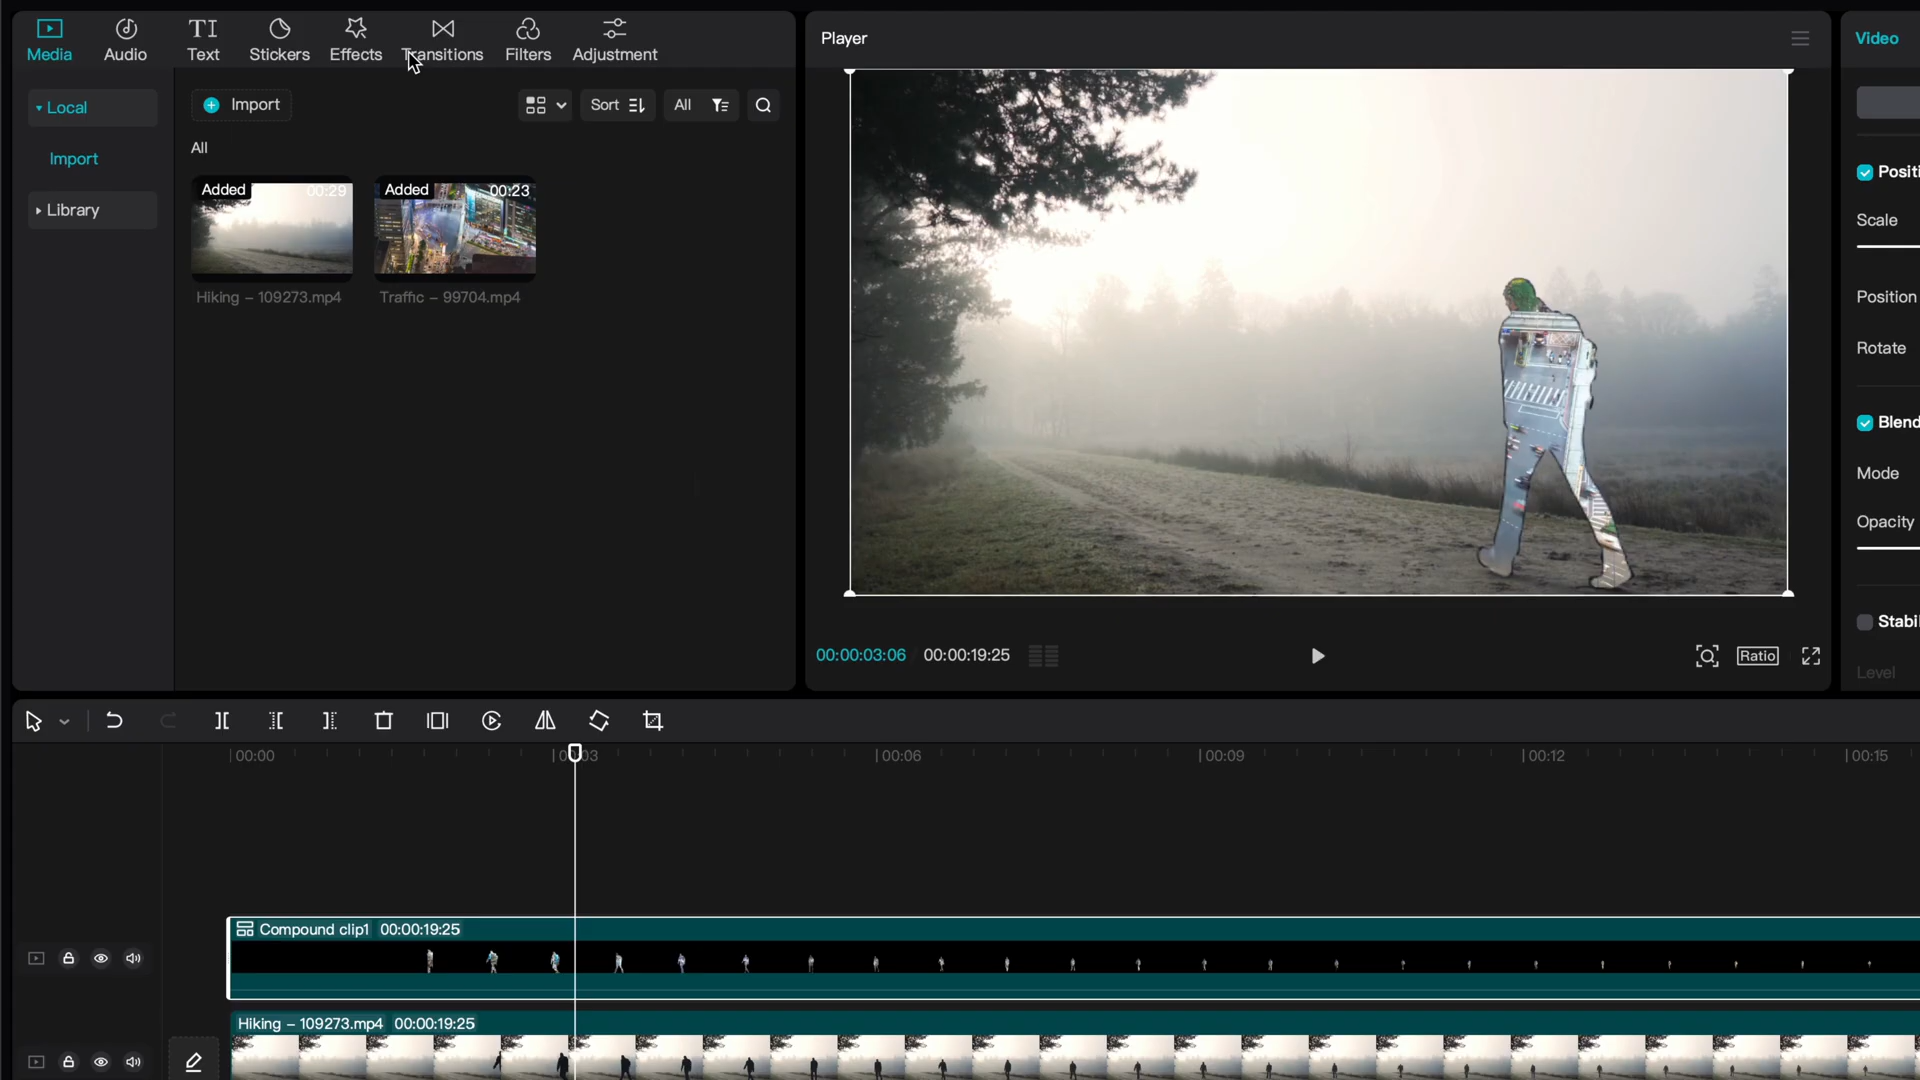 Media
Audio
Text
Stickers
Effects
Transitions
Filters
Adjustment
Local
Import
Library
Import
Sort
All
All
Added
00:29
Added
00:23
Hiking – 109273.mp4
Traffic – 99704.mp4
Player
00:00:03:06
00:00:19:25
Ratio
Video
Positi
Scale
Position
Rotate
Blend
Mode
Opacity
Stabi
Level
00:00
00:03
00:06
00:09
00:12
00:15
Compound clip1 00:00:19:25
Hiking – 109273.mp4 00:00:19:25